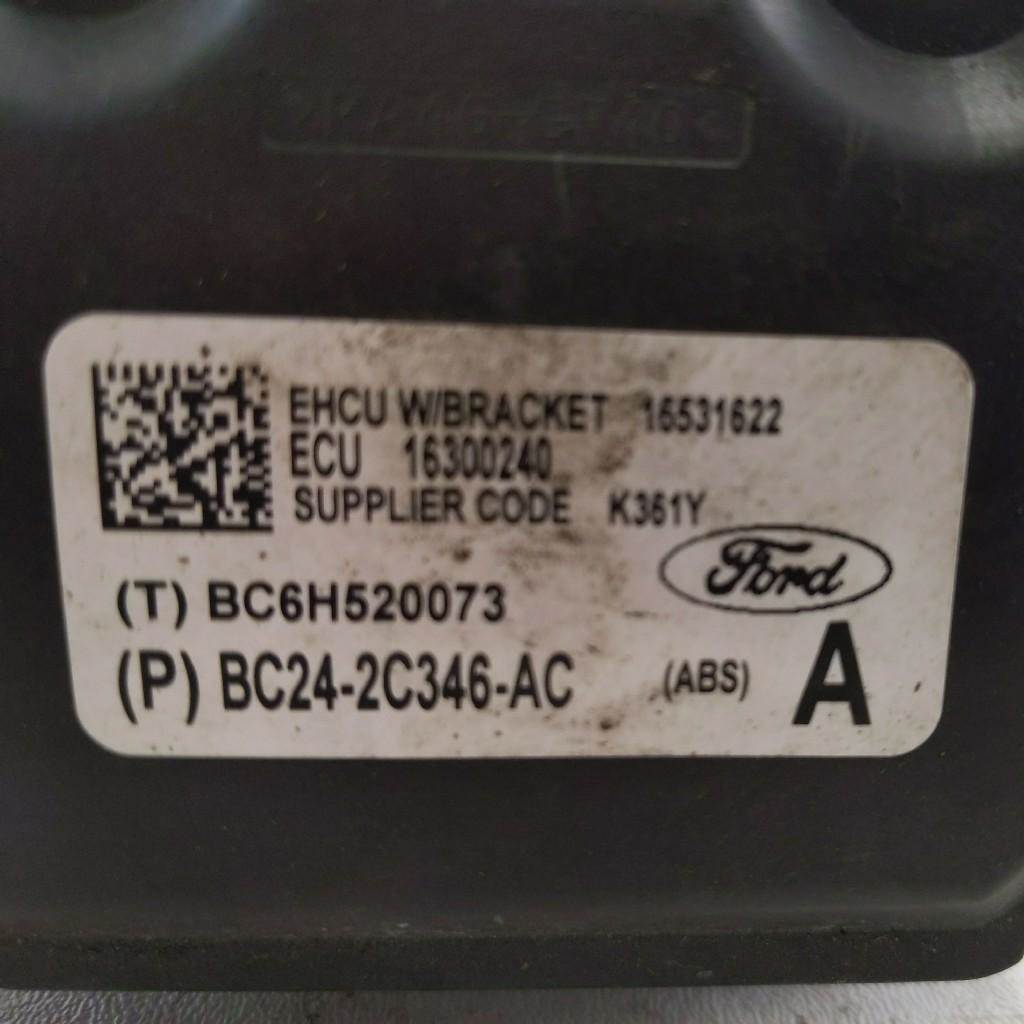 EHCU W/BRACKET 16531622
ECU 16300240
SUPPLIER CODE K361Y
Ford
(T) BC6H520073
(P) BC24-2C346-AC (ABS) A